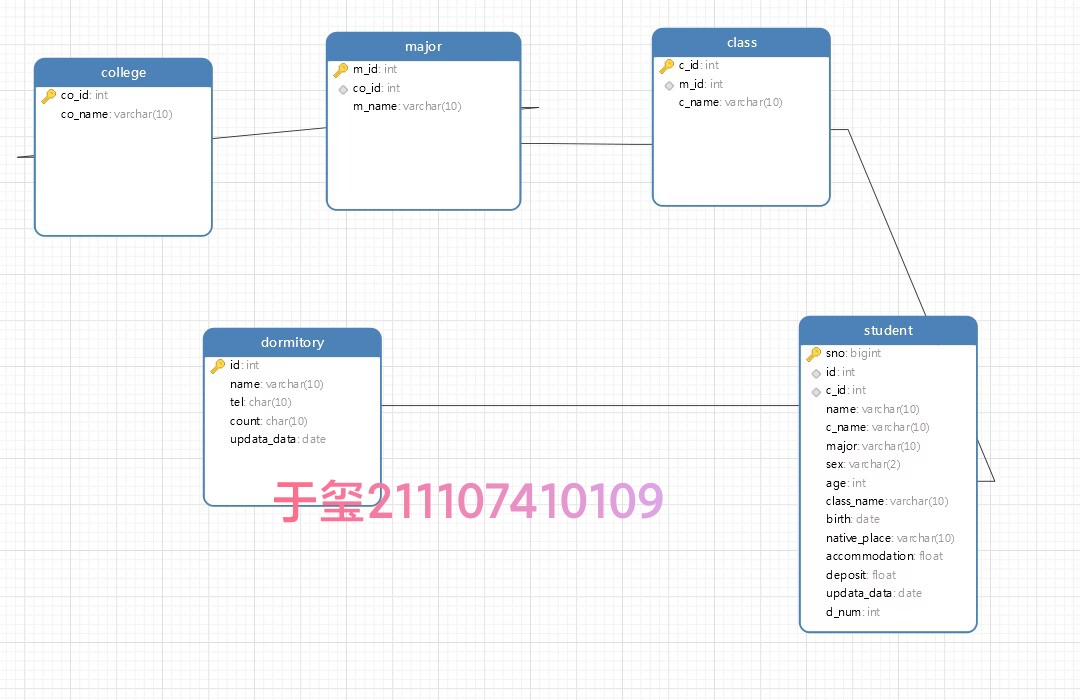 college
co_id: int
co_name: varchar(10)
major
m_id: int
co_id: int
m_name: varchar(10)
class
c_id: int
m_id: int
c_name: varchar(10)
dormitory
id: int
name: varchar(10)
tel: char(10)
count: char(10)
updata_data: date
student
sno: bigint
id: int
c_id: int
name: varchar(10)
c_name: varchar(10)
major: varchar(10)
sex: varchar(2)
age: int
class_name: varchar(10)
birth: date
native_place: varchar(10)
accommodation: float
deposit: float
updata_data: date
d_num: int
于玺211107410109